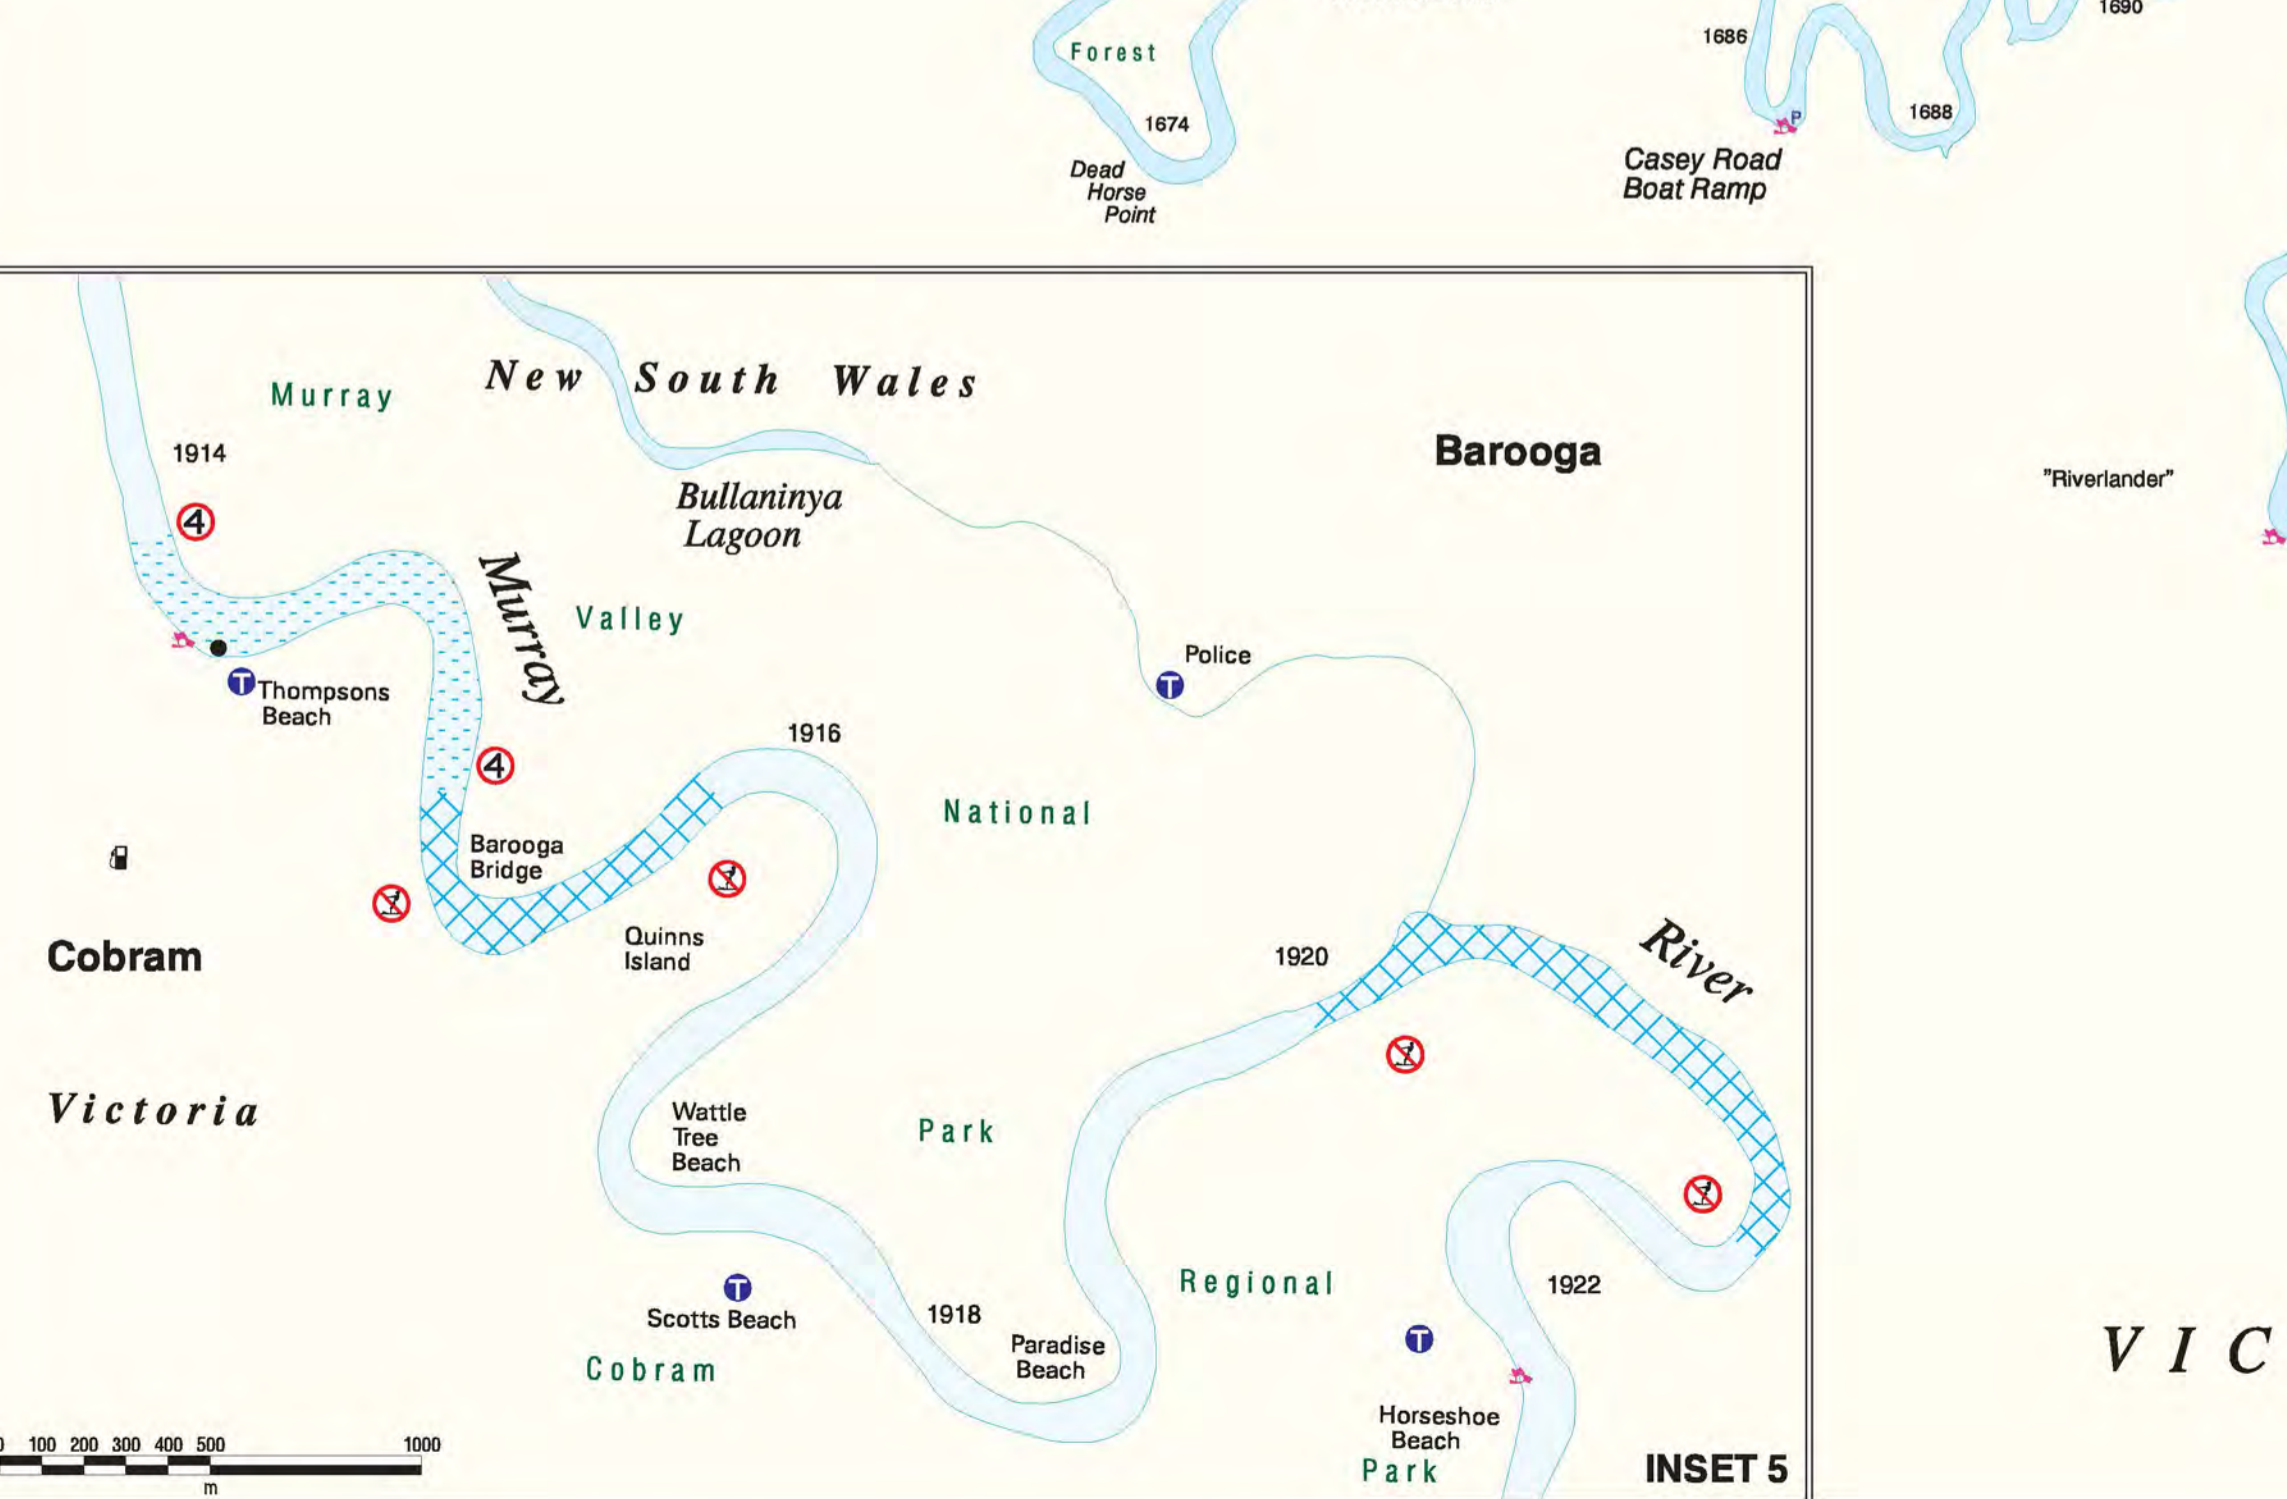 1690
1686
Forest
1674
1688
Dead
Horse
Point
P
Casey Road
Boat Ramp
New South Wales
Murray
1914
Barooga
"Riverlander"
Bullaninya
Lagoon
4
Murray
Valley
Police
T
T
Thompsons
Beach
1916
4
National
Barooga
Bridge
Quinns
Island
Cobram
1920
River
Victoria
Wattle
Tree
Beach
Park
Regional
1922
T
Scotts Beach
1918
Paradise
Beach
T
Cobram
VIC
Horseshoe
Beach
Park
INSET 5
0 100 200 300 400 500 1000
m